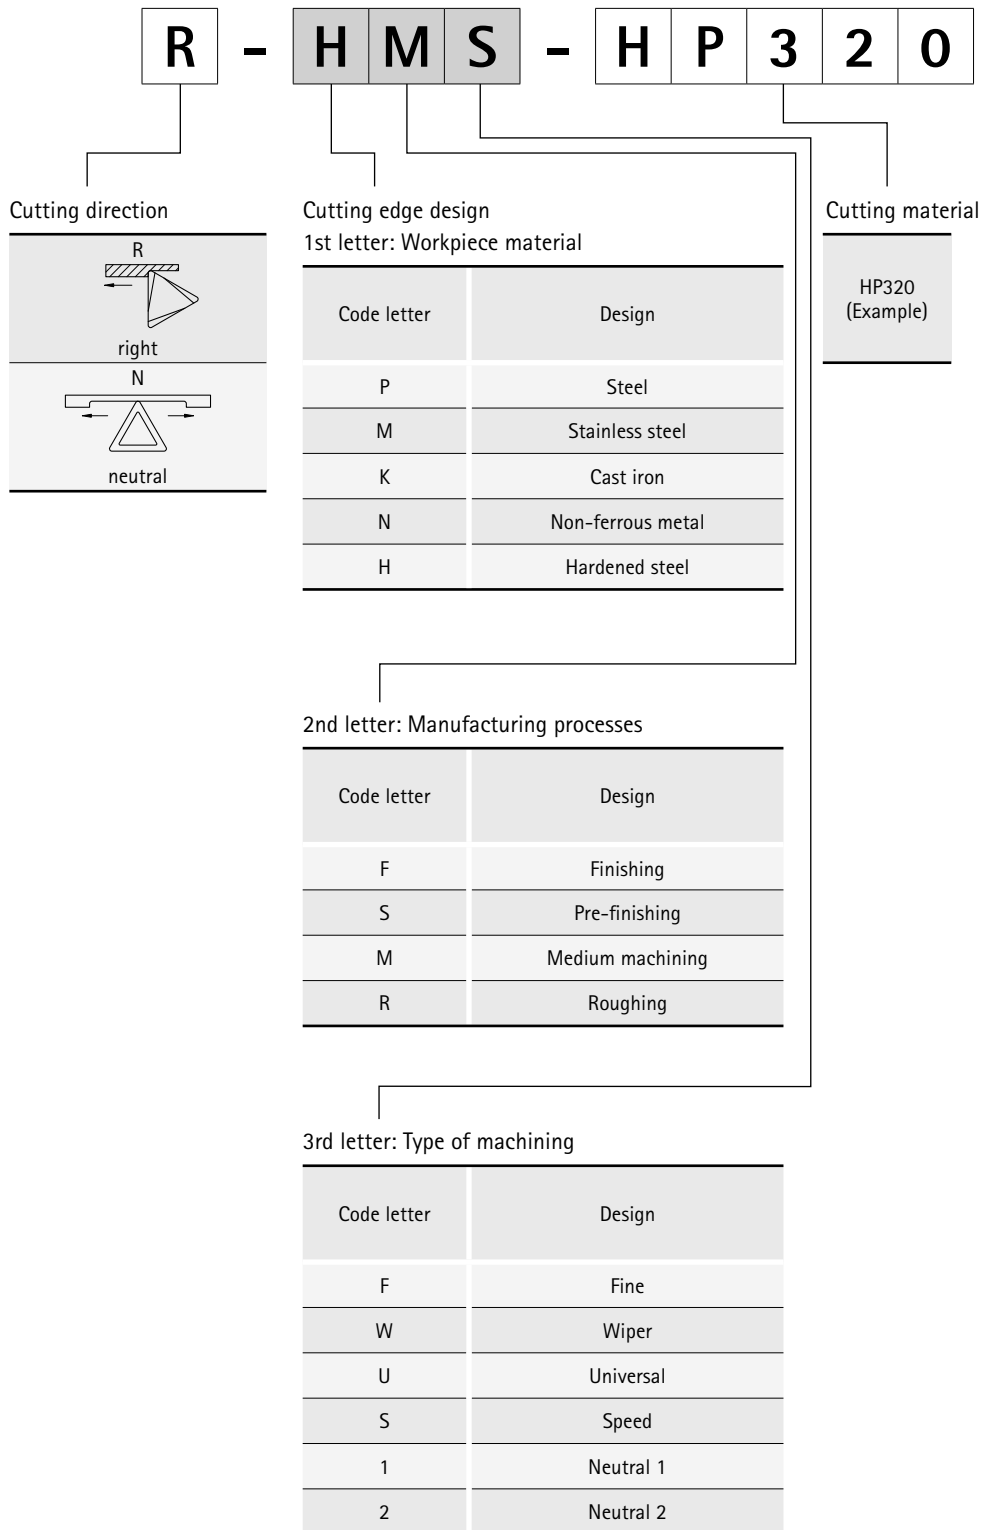 R - H M S - H P 3 2 0
Cutting direction
R
right
N
neutral
Cutting edge design
1st letter: Workpiece material
Code letter Design
P Steel
M Stainless steel
K Cast iron
N Non-ferrous metal
H Hardened steel
Cutting material
HP320
(Example)
2nd letter: Manufacturing processes
Code letter Design
F Finishing
S Pre-finishing
M Medium machining
R Roughing
3rd letter: Type of machining
Code letter Design
F Fine
W Wiper
U Universal
S Speed
1 Neutral 1
2 Neutral 2